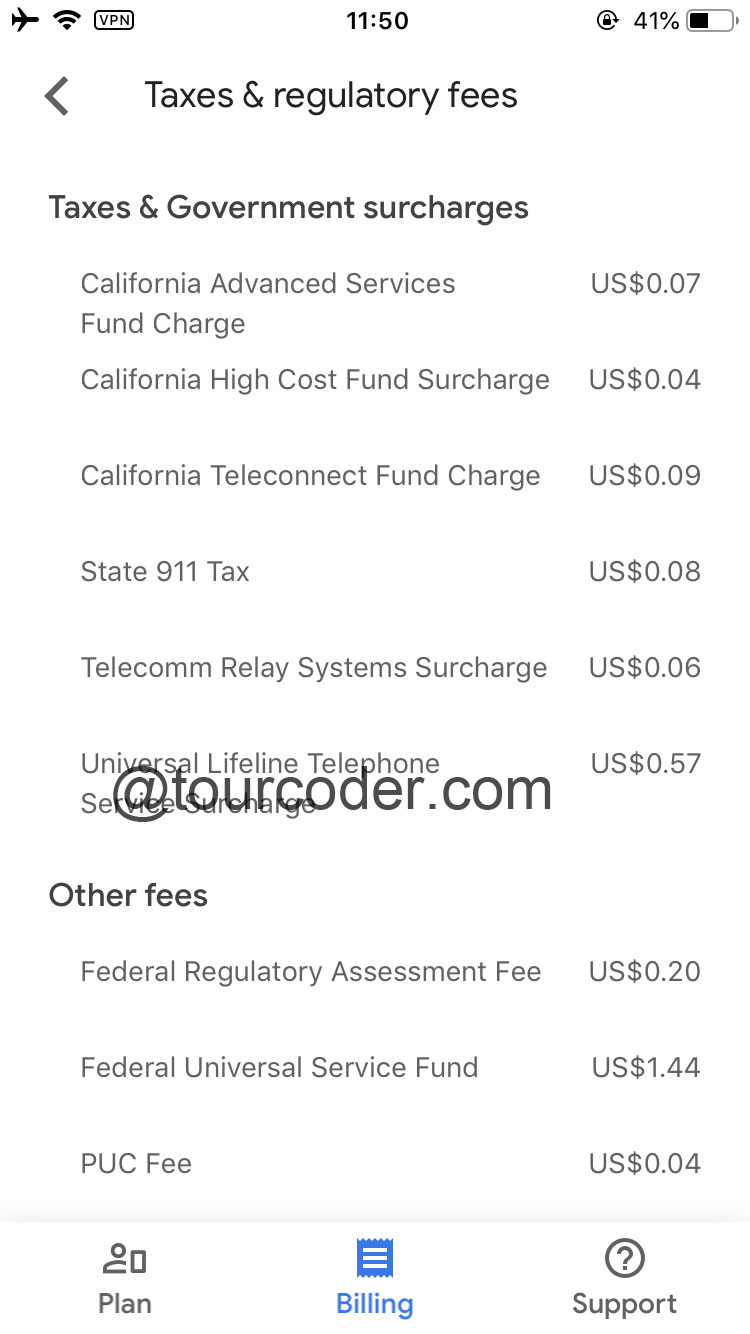 VPN
11:50
41%
Taxes & regulatory fees
Taxes & Government surcharges
California Advanced Services US$0.07
Fund Charge
California High Cost Fund Surcharge US$0.04
California Teleconnect Fund Charge US$0.09
State 911 Tax US$0.08
Telecomm Relay Systems Surcharge US$0.06
Universal Lifeline Telephone US$0.57
Service Surcharge
@tourcoder.com
Other fees
Federal Regulatory Assessment Fee US$0.20
Federal Universal Service Fund US$1.44
PUC Fee US$0.04
Plan Billing Support